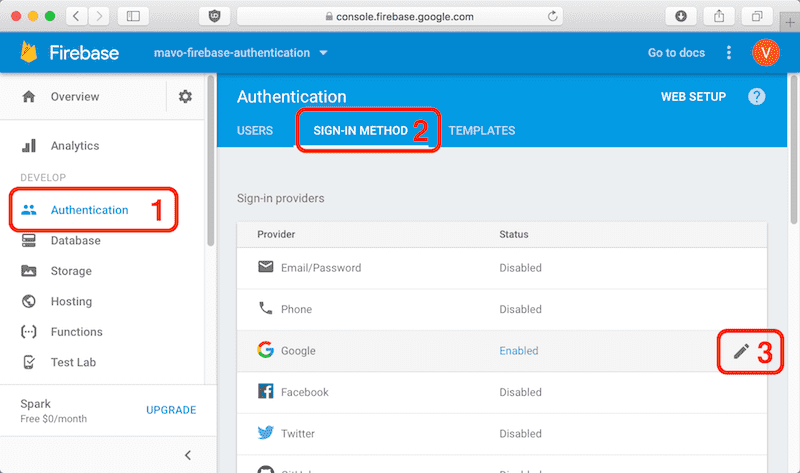 console.firebase.google.com
Firebase
mavo-firebase-authentication
Go to docs
V
Overview
Authentication
WEB SETUP
?
USERS
SIGN-IN METHOD 2
TEMPLATES
Analytics
DEVELOP
Authentication 1
Database
Storage
Hosting
Functions
Test Lab
Spark
Free $0/month
UPGRADE
Sign-in providers
Provider Status
Email/Password Disabled
Phone Disabled
Google Enabled 3
Facebook Disabled
Twitter Disabled